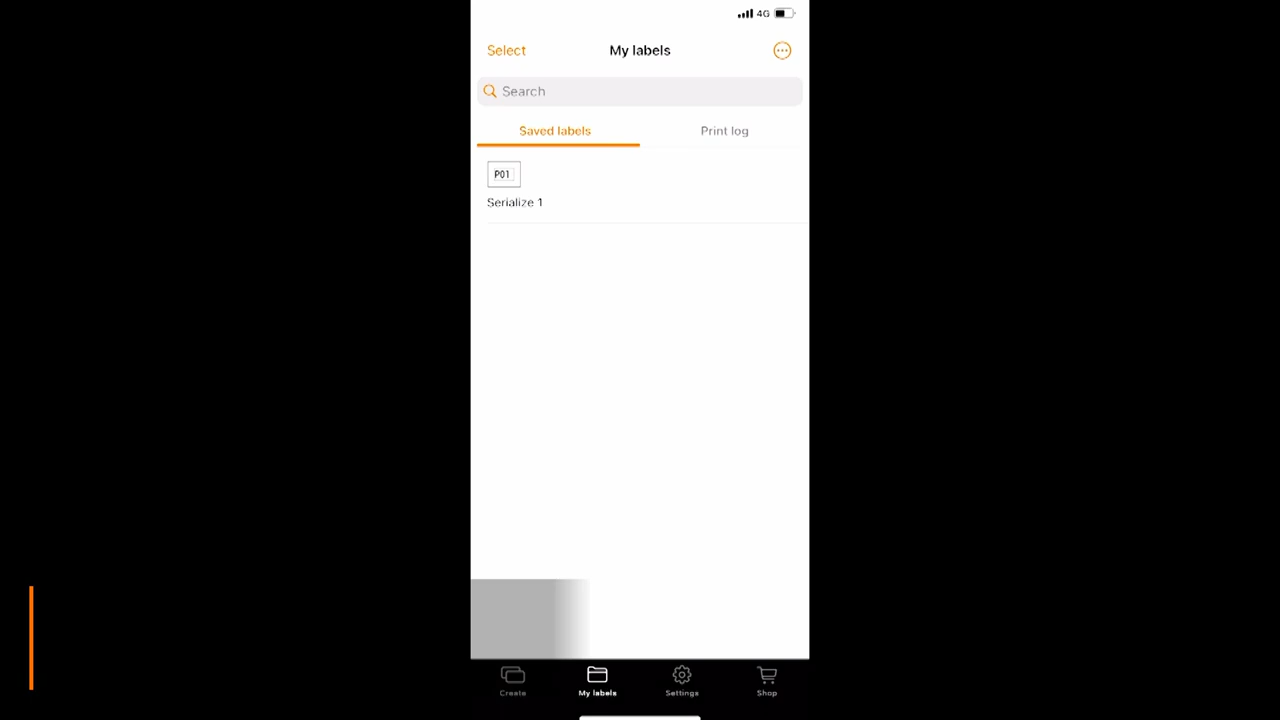 4G
Select
My labels
Search
Saved labels
Print log
P01
Serialize 1
Create
My labels
Settings
Shop